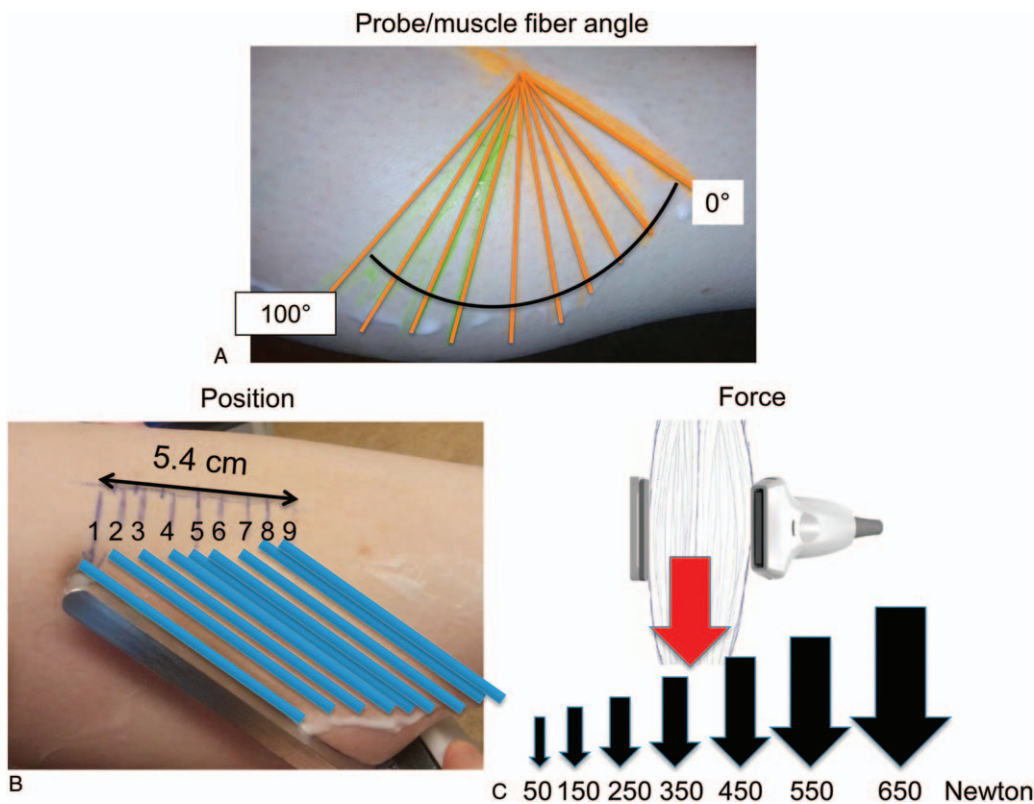 Probe/muscle fiber angle
0°
100°
A
Position
Force
5.4 cm
1 2 3 4 5 6 7 8 9
B
C 50 150 250 350 450 550 650 Newton